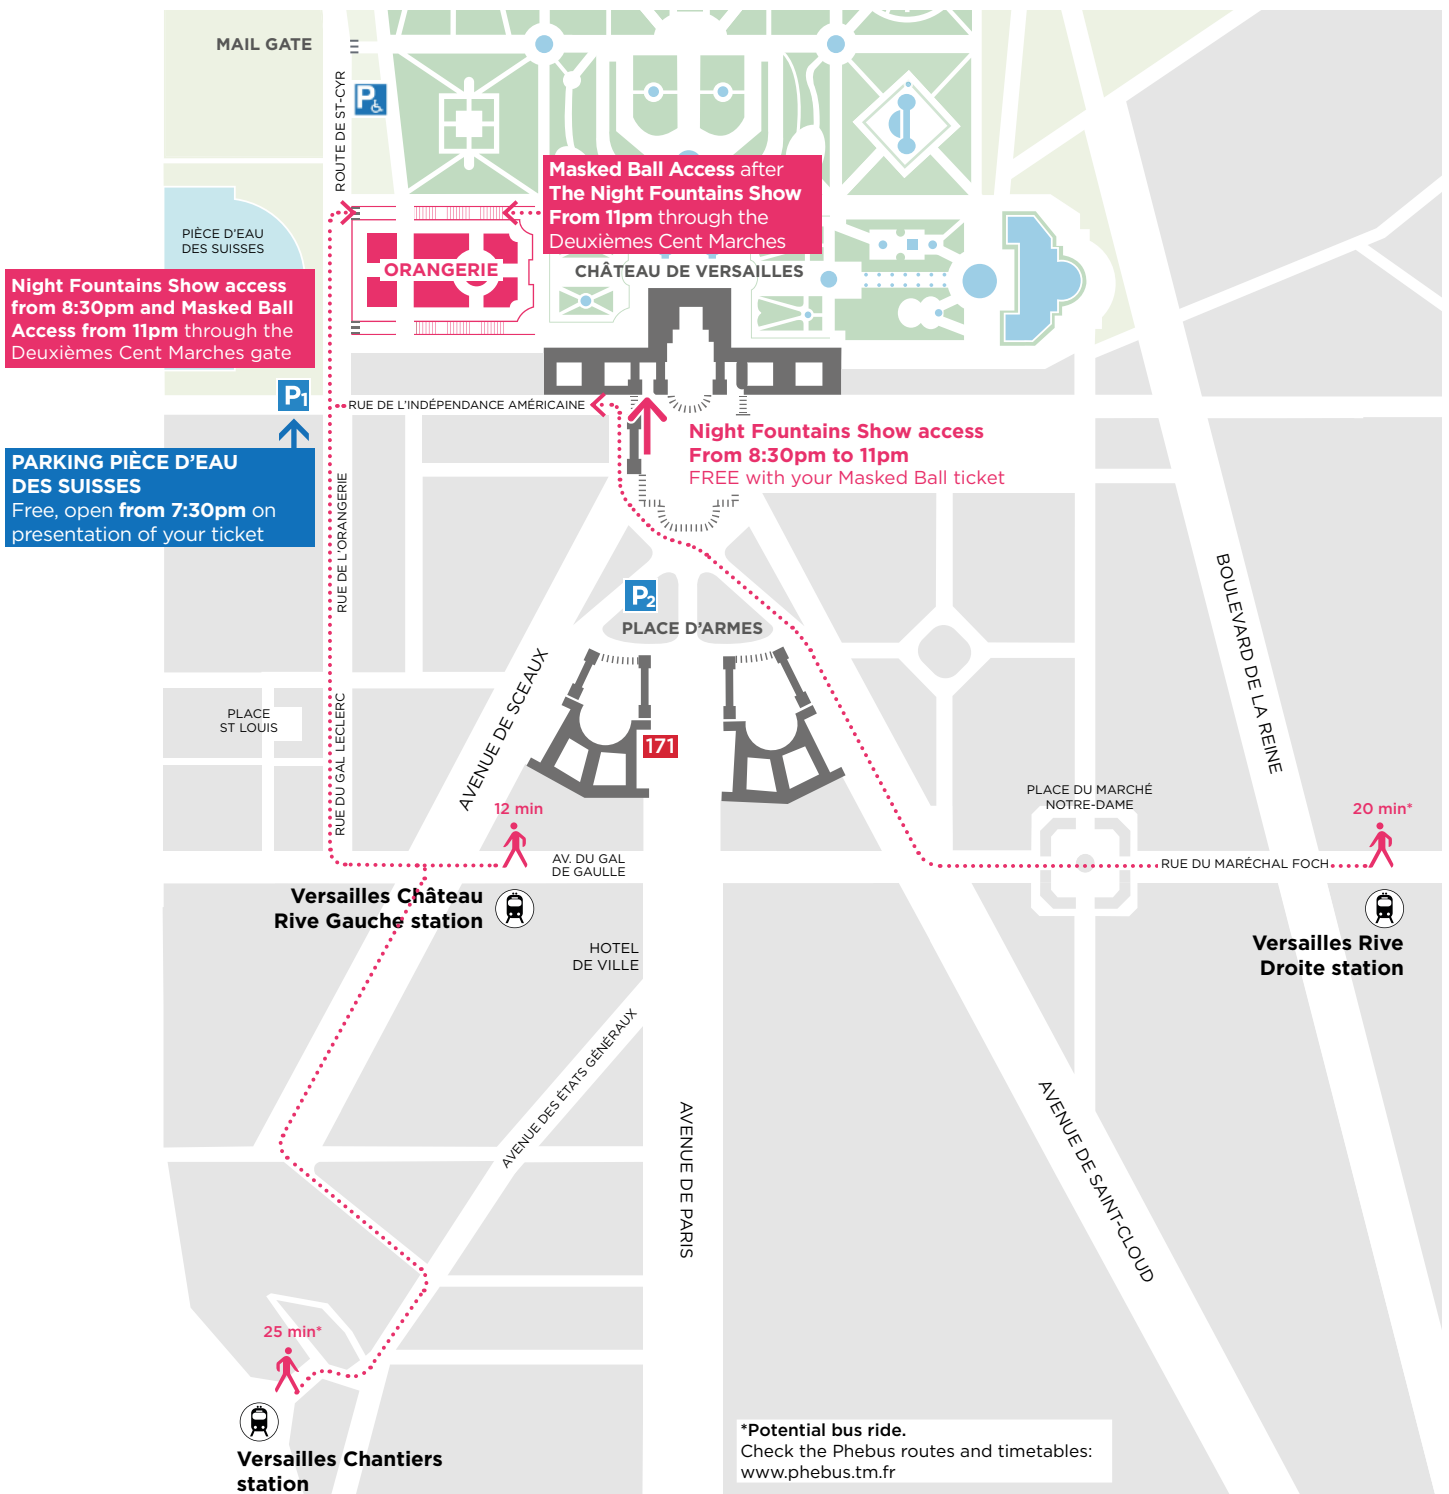 MAIL GATE
ROUTE DE ST-CYR
P
Masked Ball Access after
The Night Fountains Show
From 11pm through the
Deuxièmes Cent Marches
PIÈCE D'EAU
DES SUISSES
ORANGERIE
CHÂTEAU DE VERSAILLES
Night Fountains Show access
from 8:30pm and Masked Ball
Access from 11pm through the
Deuxièmes Cent Marches gate
P1
RUE DE L'INDÉPENDANCE AMÉRICAINE
Night Fountains Show access
From 8:30pm to 11pm
FREE with your Masked Ball ticket
PARKING PIÈCE D'EAU
DES SUISSES
Free, open from 7:30pm on
presentation of your ticket
RUE DE L'ORANGERIE
P2
PLACE D'ARMES
BOULEVARD DE LA REINE
AVENUE DE SCEAUX
PLACE
ST LOUIS
RUE DU GAL LECLERC
171
PLACE DU MARCHÉ
NOTRE-DAME
12 min
20 min*
AV. DU GAL
DE GAULLE
RUE DU MARÉCHAL FOCH
Versailles Château
Rive Gauche station
HOTEL
DE VILLE
Versailles Rive
Droite station
AVENUE DES ÉTATS GÉNÉRAUX
AVENUE DE PARIS
AVENUE DE SAINT-CLOUD
25 min*
Versailles Chantiers
station
*Potential bus ride.
Check the Phebus routes and timetables:
www.phebus.tm.fr